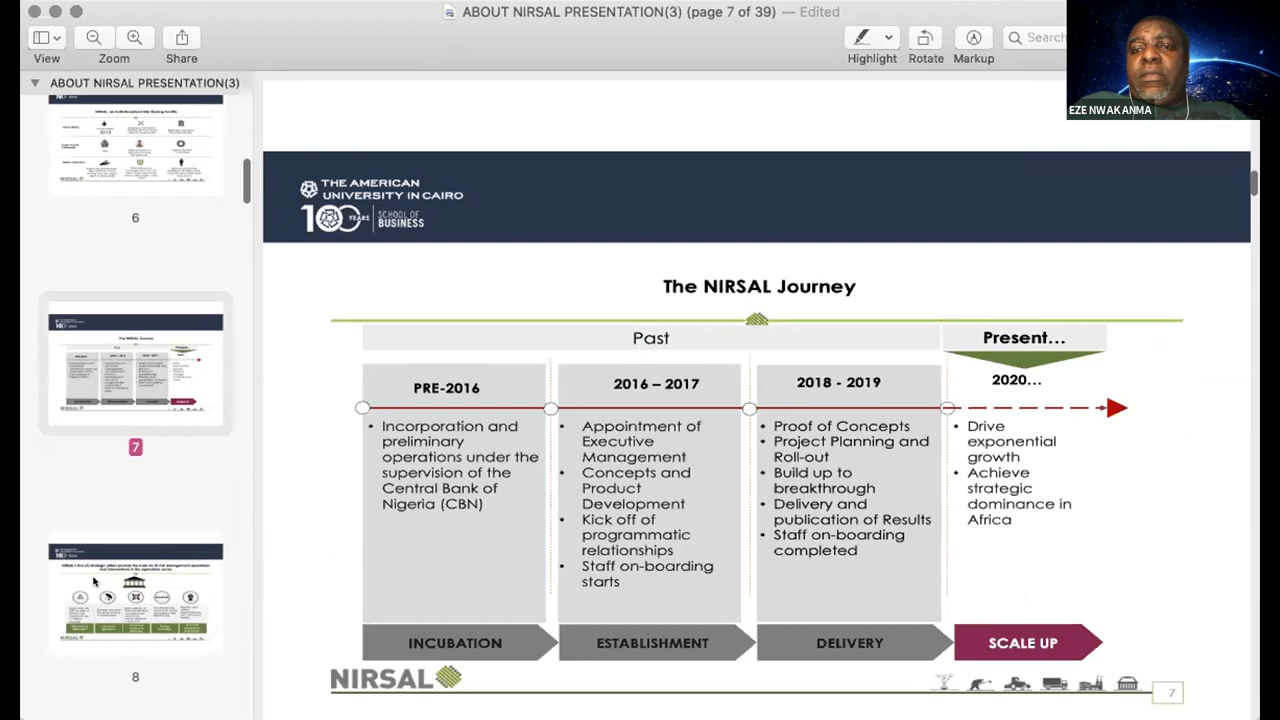 ABOUT NIRSAL PRESENTATION(3) (page 7 of 39) — Edited
View
Zoom
Share
Highlight
Rotate
Markup
Search
EZE NWAKANMA
ABOUT NIRSAL PRESENTATION(3)
6
7
8
THE AMERICAN
UNIVERSITY IN CAIRO
100 YEARS
SCHOOL OF
BUSINESS
The NIRSAL Journey
Past
Present...
PRE-2016
2016 – 2017
2018 - 2019
2020...
• Incorporation and
preliminary
operations under the
supervision of the
Central Bank of
Nigeria (CBN)
• Appointment of
Executive
Management
• Concepts and
Product
Development
• Kick off of
programmatic
relationships
• Staff on-boarding
starts
• Proof of Concepts
• Project Planning and
Roll-out
• Build up to
breakthrough
• Delivery and
publication of Results
• Staff on-boarding
completed
• Drive
exponential
growth
• Achieve
strategic
dominance in
Africa
INCUBATION
ESTABLISHMENT
DELIVERY
SCALE UP
NIRSAL
7